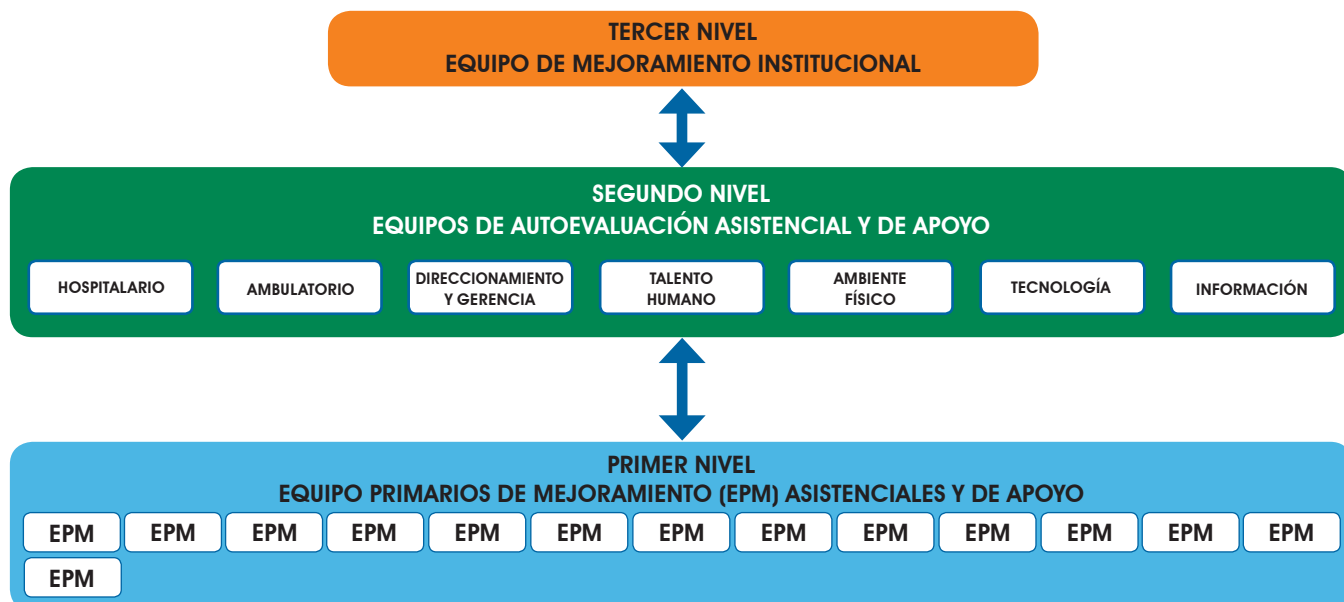 TERCER NIVEL
EQUIPO DE MEJORAMIENTO INSTITUCIONAL
SEGUNDO NIVEL
EQUIPOS DE AUTOEVALUACIÓN ASISTENCIAL Y DE APOYO
HOSPITALARIO
AMBULATORIO
DIRECCIONAMIENTO
Y GERENCIA
TALENTO
HUMANO
AMBIENTE
FÍSICO
TECNOLOGÍA
INFORMACIÓN
PRIMER NIVEL
EQUIPO PRIMARIOS DE MEJORAMIENTO (EPM) ASISTENCIALES Y DE APOYO
EPM EPM EPM EPM EPM EPM EPM EPM EPM EPM EPM EPM EPM
EPM